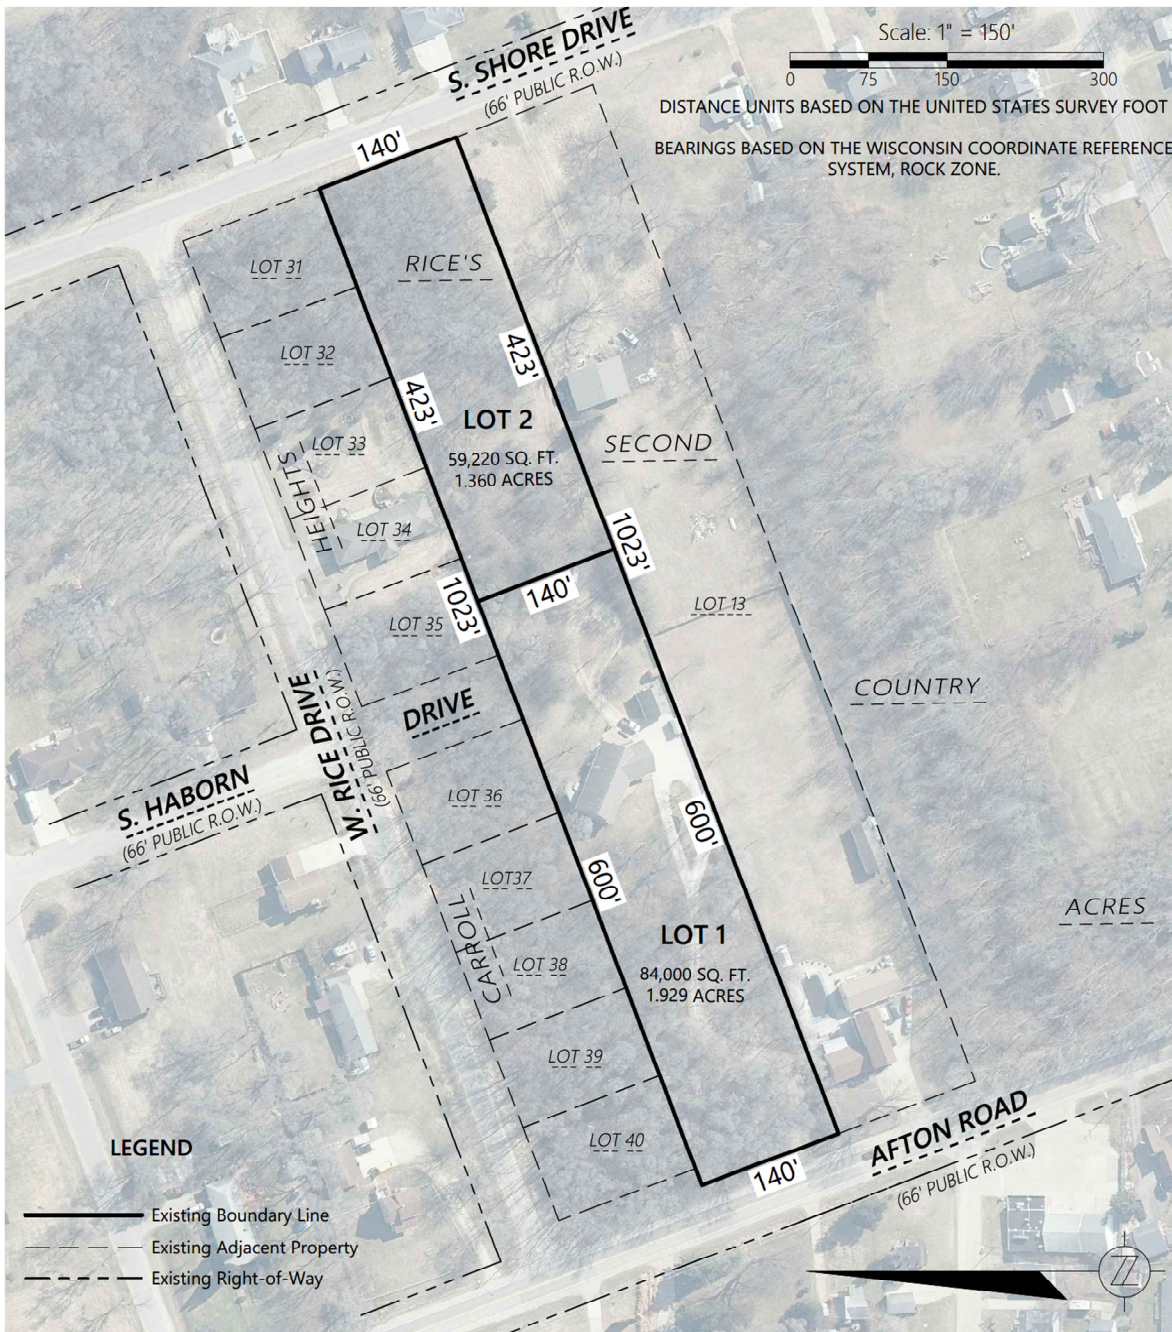 S. SHORE DRIVE
(66' PUBLIC R.O.W.)
Scale: 1" = 150'
0 75 150 300
DISTANCE UNITS BASED ON THE UNITED STATES SURVEY FOOT
BEARINGS BASED ON THE WISCONSIN COORDINATE REFERENCE
SYSTEM, ROCK ZONE.
140'
LOT 31
RICE'S
LOT 32
423'
423'
LOT 2
59,220 SQ. FT.
1.360 ACRES
LOT 33
HEIGHTS
SECOND
LOT 34
1023'
1023'
140'
LOT 35
LOT 13
COUNTRY
DRIVE
W. RICE DRIVE
(66' PUBLIC R.O.W.)
S. HABORN
(66' PUBLIC R.O.W.)
LOT 36
600'
600'
LOT37
CARROLL
ACRES
LOT 1
84,000 SQ. FT.
1.929 ACRES
LOT 38
LOT 39
LOT 40
AFTON ROAD
(66' PUBLIC R.O.W.)
140'
LEGEND
Existing Boundary Line
Existing Adjacent Property
Existing Right-of-Way
Z